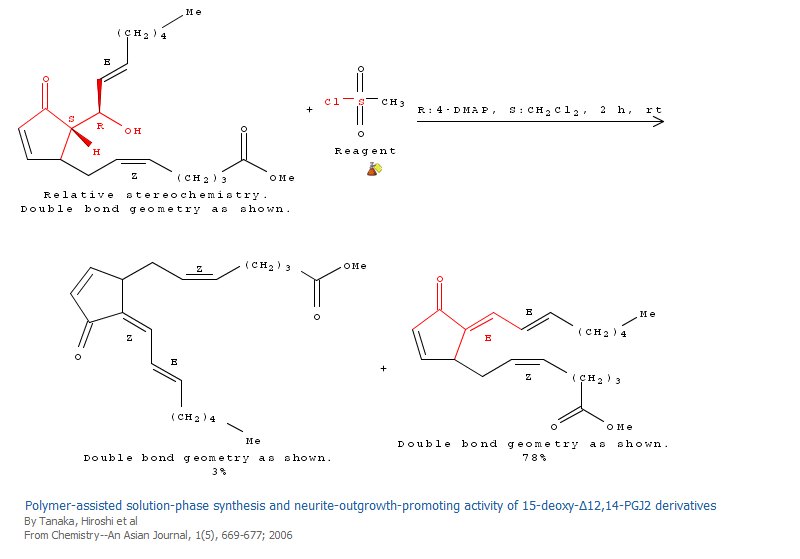 Me
(CH2)4
E
O
S
R
OH
H
Z
(CH2)3
O
OMe
Relative stereochemistry.
Double bond geometry as shown.
+
O
Cl S CH3
O
Reagent
R:4-DMAP, S:CH2Cl2, 2 h, rt
Z
(CH2)3
OMe
O
O
Z
E
(CH2)4
Me
Double bond geometry as shown.
3%
+
O
E
E
Me
(CH2)4
Z
(CH2)3
O
OMe
Double bond geometry as shown.
78%
Polymer-assisted solution-phase synthesis and neurite-outgrowth-promoting activity of 15-deoxy-Δ12,14-PGJ2 derivatives
By Tanaka, Hiroshi et al
From Chemistry--An Asian Journal, 1(5), 669-677; 2006